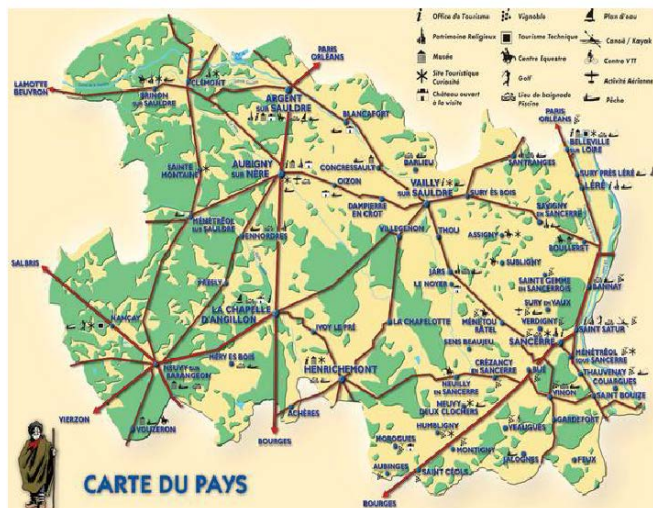 Office de Tourisme
Vignoble
Plan d'eau
Patrimoine Religieux
Tourisme Technique
Canoë / Kayak
Musée
Centre Equestre
Centre VTT
Site Touristique
Curiosité
Golf
Activité Aérienne
Château ouvert
à la visite
Lieu de baignade
Piscine
Pêche
PARIS
ORLÉANS
LAMOTTE
BEUVRON
CLÉMONT
BRINON
SUR SAULDRE
ARGENT
SUR SAULDRE
BLANCAFORT
PARIS
ORLÉANS
BELLEVILLE
SUR LOIRE
SAINTE
MONTAINE
AUBIGNY
SUR NÈRE
CONCRESSAULT
BARLIEU
SANTRANGES
SURY PRÈS LÉRÉ
LÉRÉ
OIZON
VAILLY
SUR SAULDRE
SURY ES BOIS
DAMPIERRE
EN CROT
SAVIGNY
EN SANCERRE
MÉNÉTRÉOL
SUR SAULDRE
VILLEGENON
THOU
ASSIGNY
BOULLERET
ENNORDRES
SALBRIS
SUBLIGNY
JARS
LE NOYER
SAINTE GEMME
EN SANCERROIS
BANNAY
PRESLY
SURY EN VAUX
NANÇAY
LA CHAPELLE
D'ANGILLON
IVOY LE PRÉ
LA CHAPELOTTE
MENETOU
RÂTEL
VERDIGNY
SAINT SATUR
SENS BEAUJEU
SANCERRE
MÉNÉTRÉOL
SOUS SANCERRE
NEUVY SUR
BARANGEON
MÉRY ES BOIS
HENRICHEMONT
CRÉZANCY
EN SANCERRE
BUÉ
THAUVENAY
COUARGUES
NEUILLY
EN SANCERRE
VINON
SAINT BOUIZE
VIERZON
ACHÈRES
NEUVY
DEUX CLOCHERS
GARDEFORT
VOUZERON
BOURGES
HUMBLIGNY
VEAUGUES
MOROGUES
MONTIGNY
JALOGNES
FEUX
AUBINGES
SAINT CÉOLS
CARTE DU PAYS
BOURGES